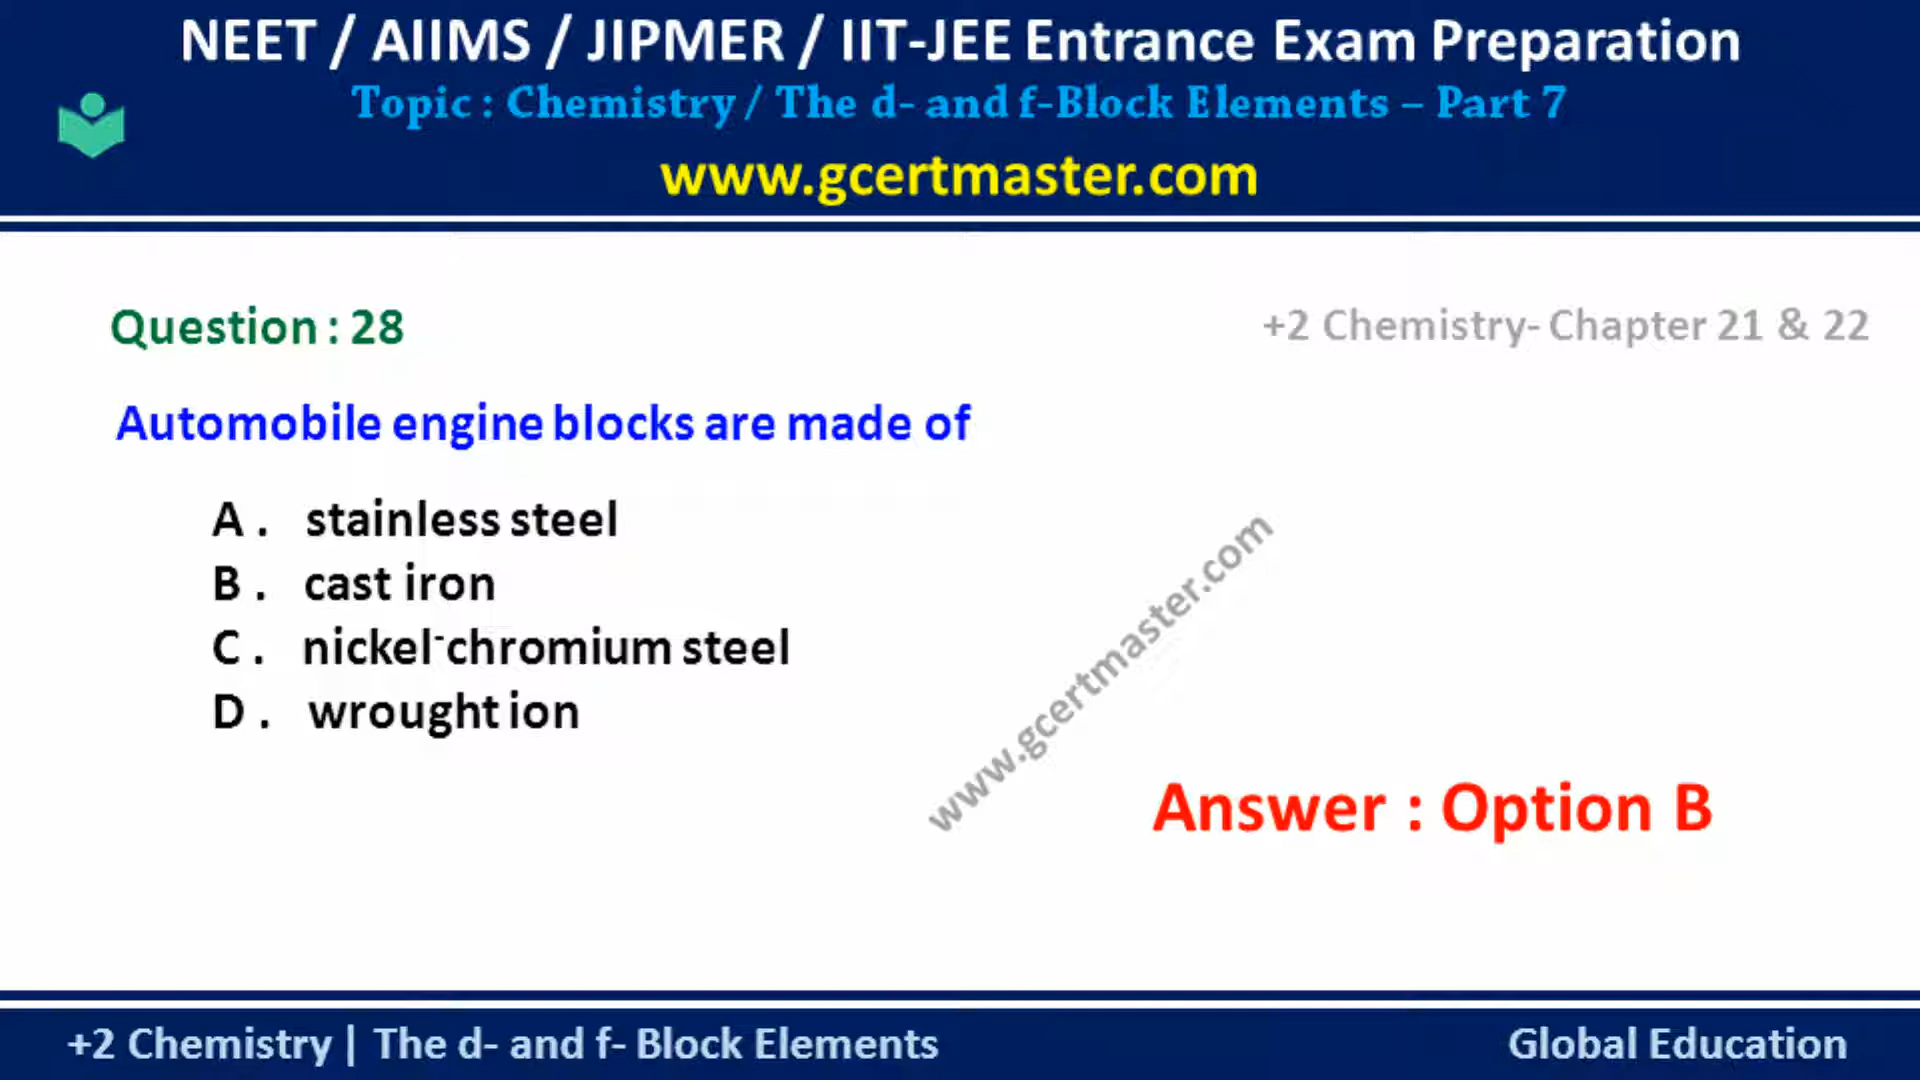 NEET / AIIMS / JIPMER / IIT-JEE Entrance Exam Preparation
Topic : Chemistry / The d- and f-Block Elements – Part 7
www.gcertmaster.com
Question : 28
+2 Chemistry- Chapter 21 & 22
Automobile engine blocks are made of
A . stainless steel
B . cast iron
C . nickel-chromium steel
D . wrought ion
www.gcertmaster.com
Answer : Option B
+2 Chemistry | The d- and f- Block Elements
Global Education